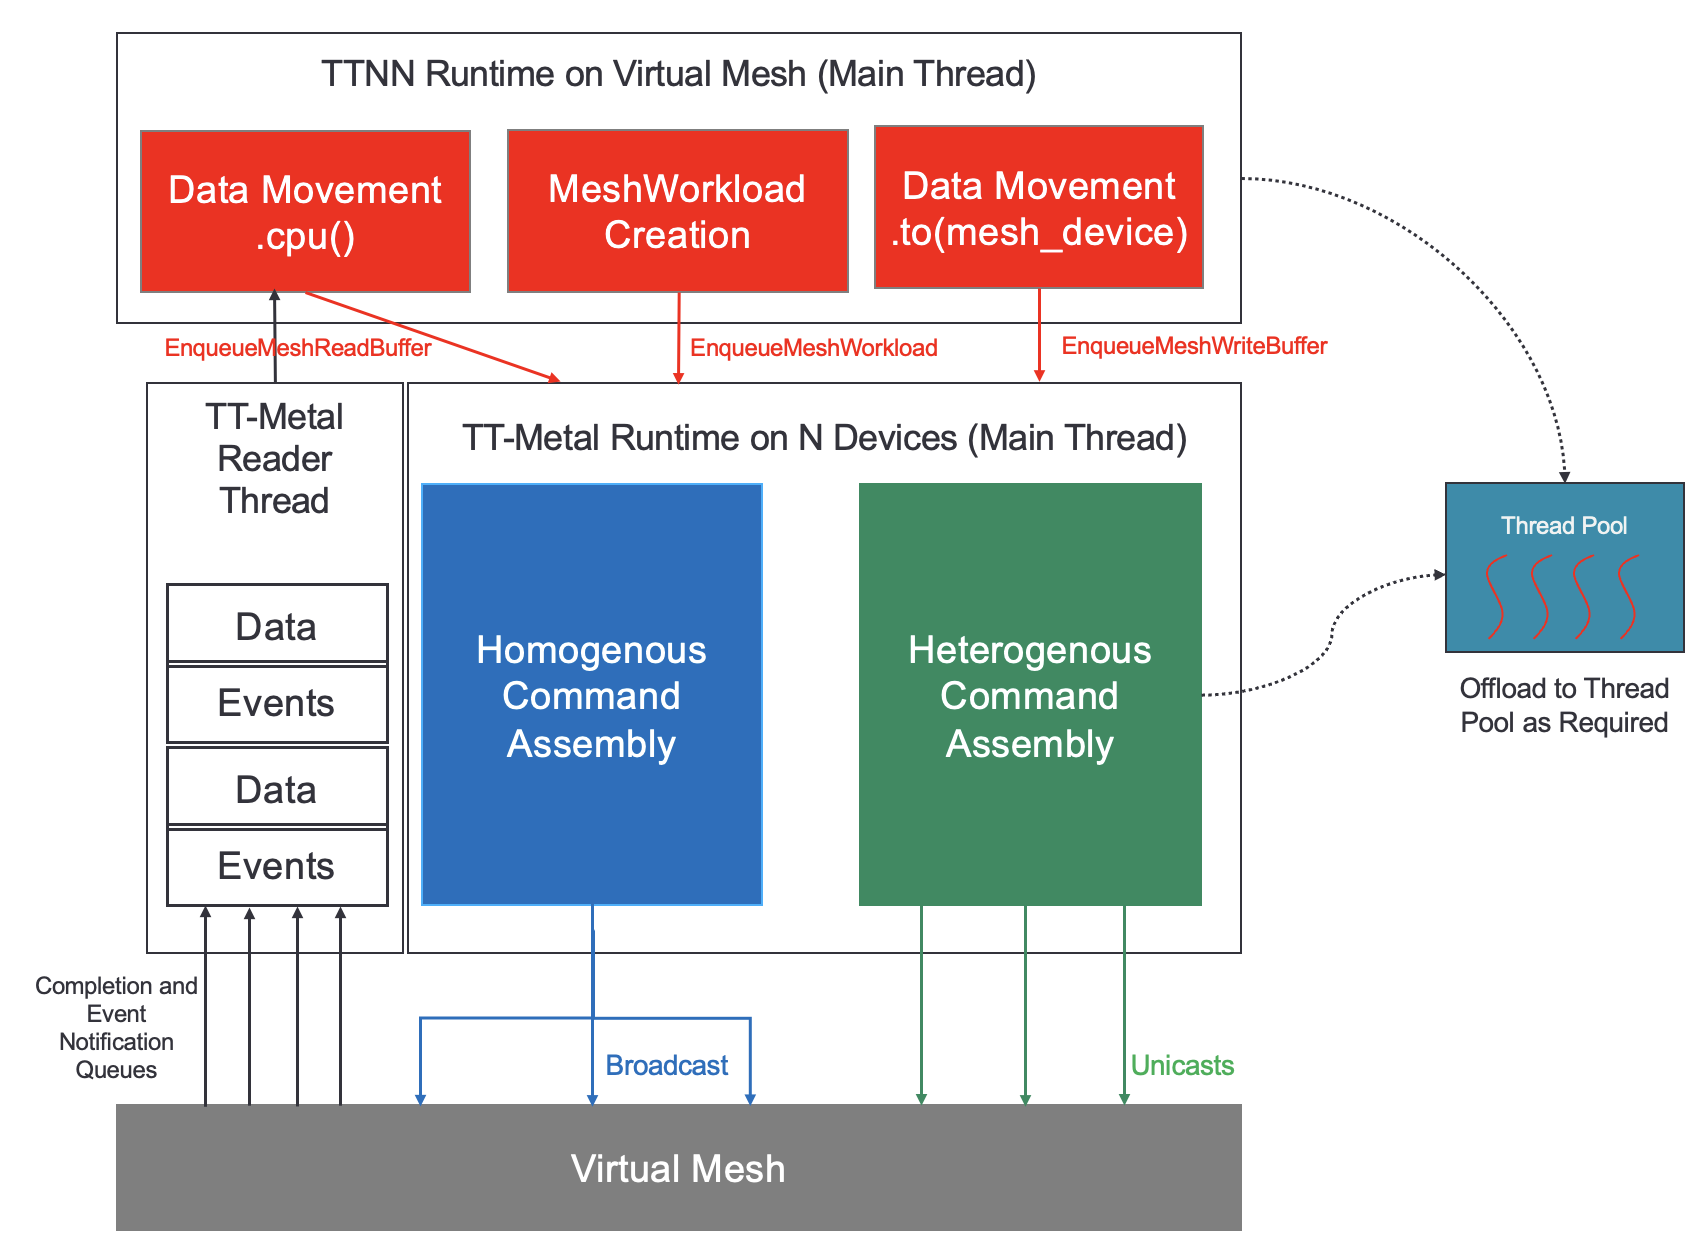 TTNN Runtime on Virtual Mesh (Main Thread)
Data Movement
.cpu()
MeshWorkload
Creation
Data Movement
.to(mesh_device)
EnqueueMeshReadBuffer
EnqueueMeshWorkload
EnqueueMeshWriteBuffer
TT-Metal
Reader
Thread
TT-Metal Runtime on N Devices (Main Thread)
Data
Events
Data
Events
Homogenous
Command
Assembly
Heterogenous
Command
Assembly
Thread Pool
Offload to Thread
Pool as Required
Completion and
Event
Notification
Queues
Broadcast
Unicasts
Virtual Mesh